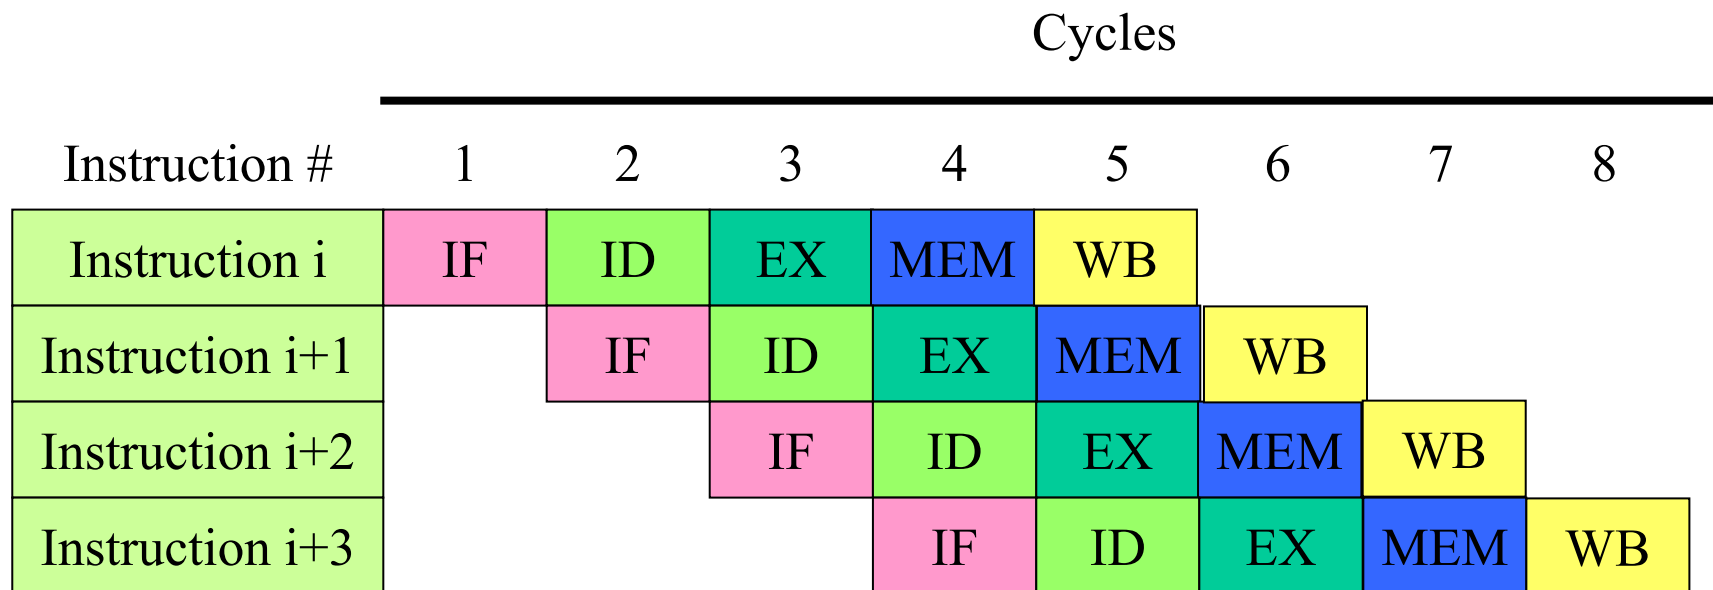 Cycles
Instruction # 1 2 3 4 5 6 7 8
Instruction i IF ID EX MEM WB
Instruction i+1 IF ID EX MEM WB
Instruction i+2 IF ID EX MEM WB
Instruction i+3 IF ID EX MEM WB